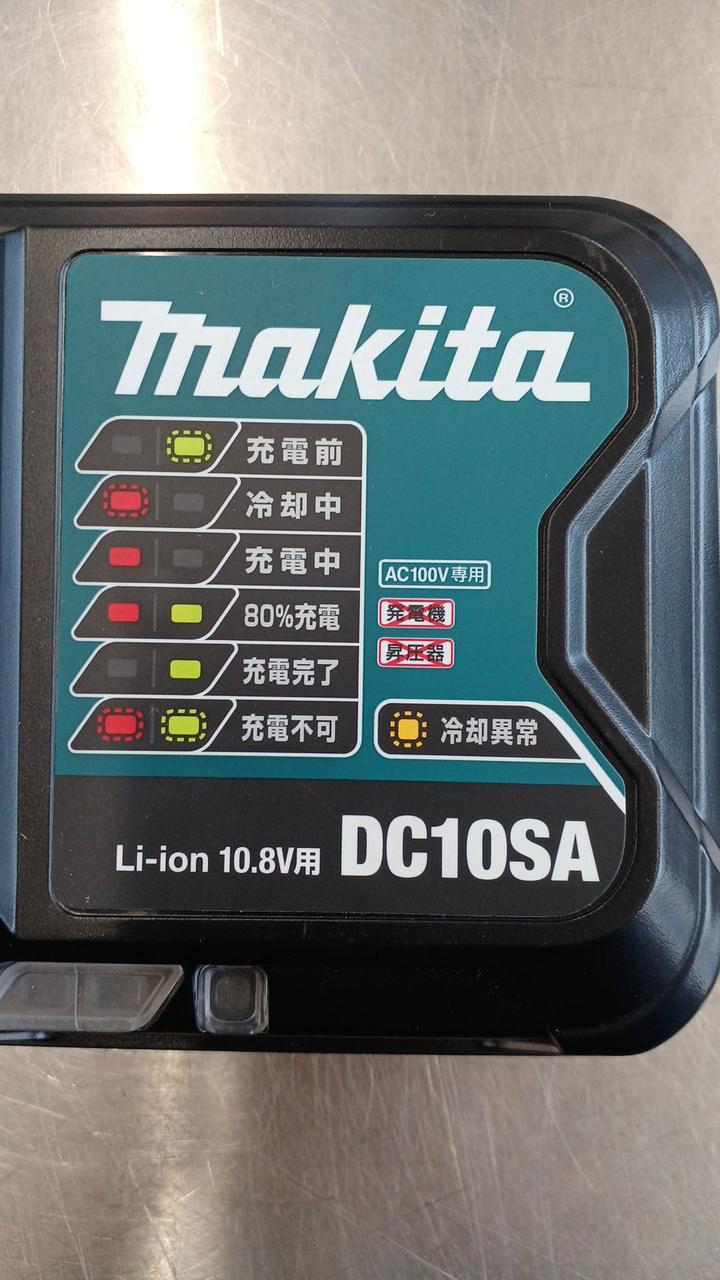 makita®
充電前
冷却中
充電中
80%充電
充電完了
充電不可
AC100V専用
発電機
昇圧器
冷却異常
Li-ion 10.8V用 DC10SA